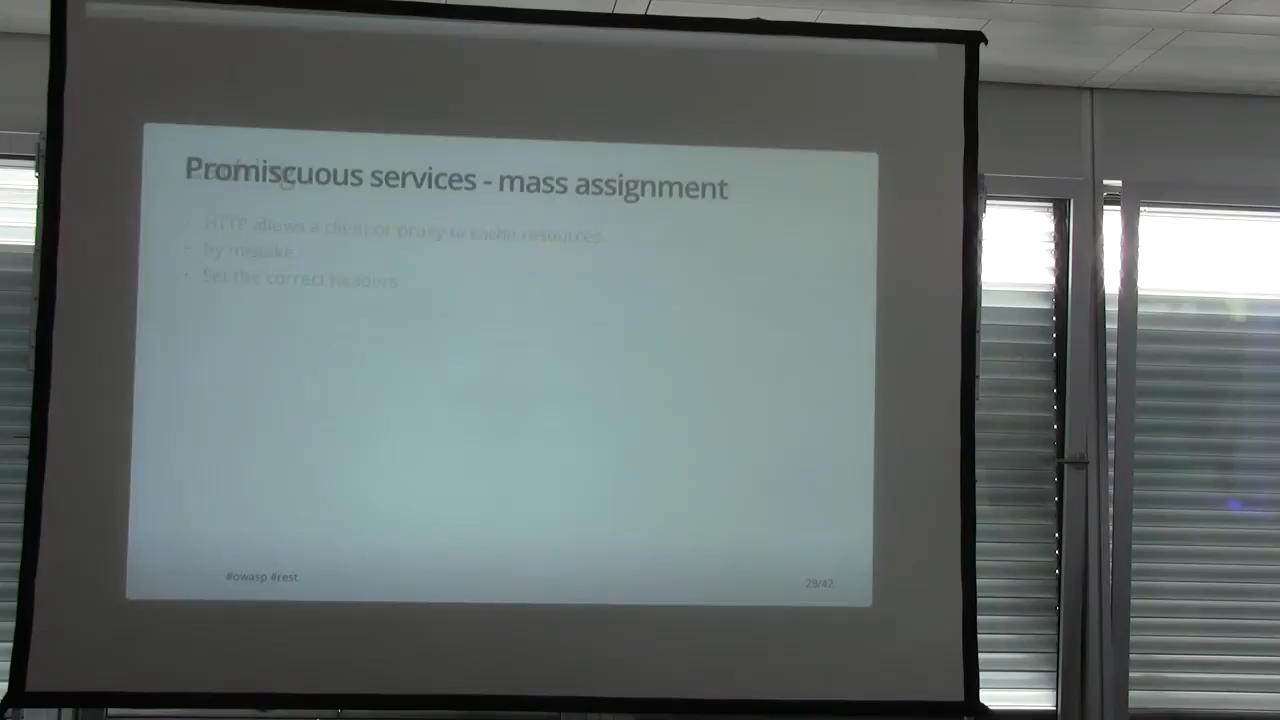 Promiscuous services - mass assignment
HTTP allows a client or proxy to cache resources
by mistake
Set the correct headers
#owasp #rest
29/42